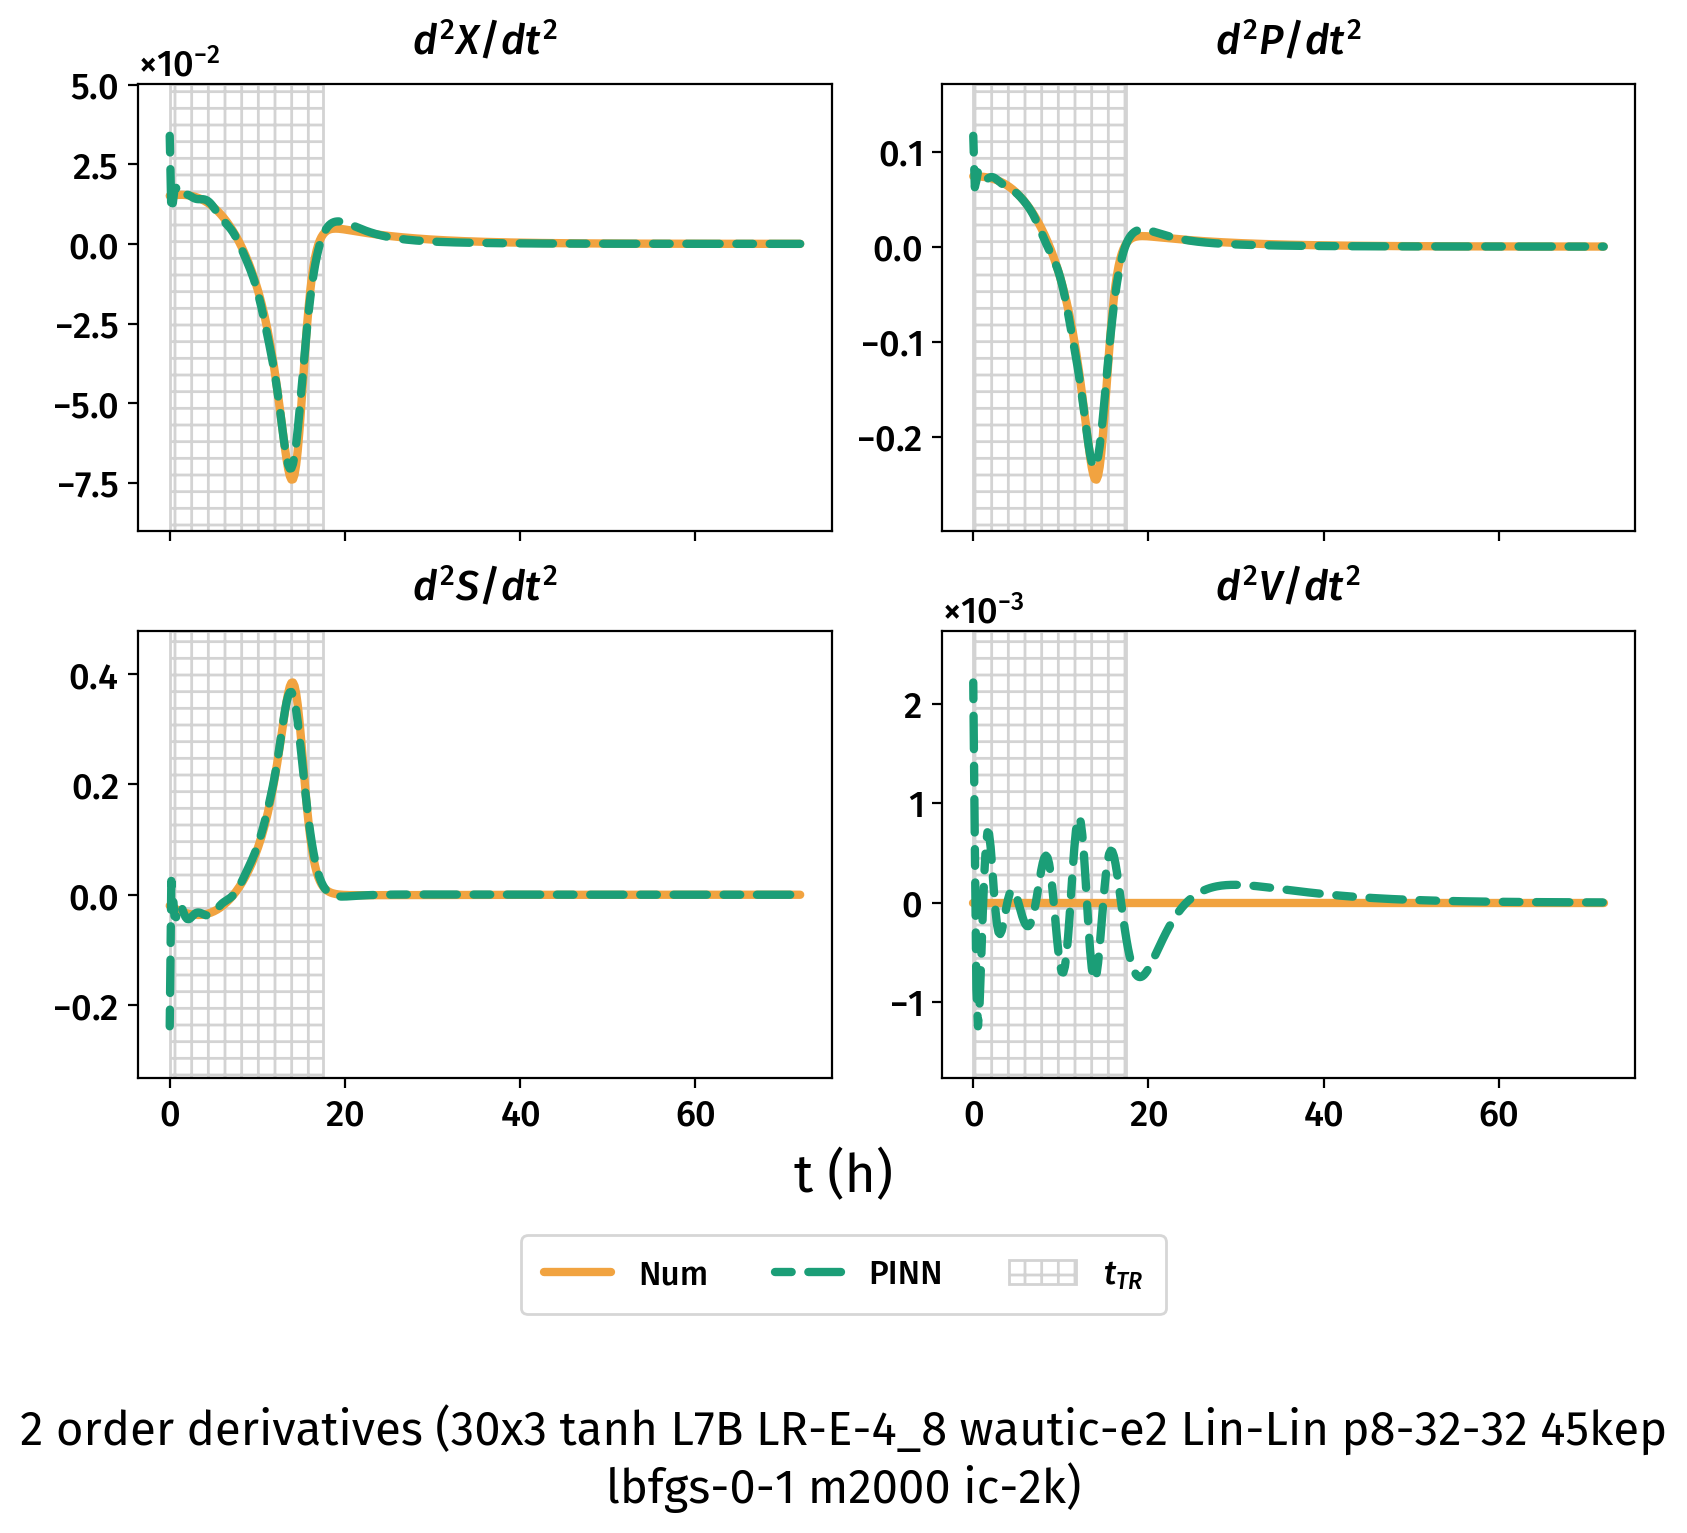 d²X/dt²
d²P/dt²
×10⁻²
5.0
2.5
0.0
−2.5
−5.0
−7.5
0.1
0.0
−0.1
−0.2
d²S/dt²
d²V/dt²
×10⁻³
0.4
0.2
0.0
−0.2
2
1
0
−1
0 20 40 60
0 20 40 60
t (h)
Num PINN t_TR
2 order derivatives (30x3 tanh L7B LR-E-4_8 wautic-e2 Lin-Lin p8-32-32 45kep
lbfgs-0-1 m2000 ic-2k)